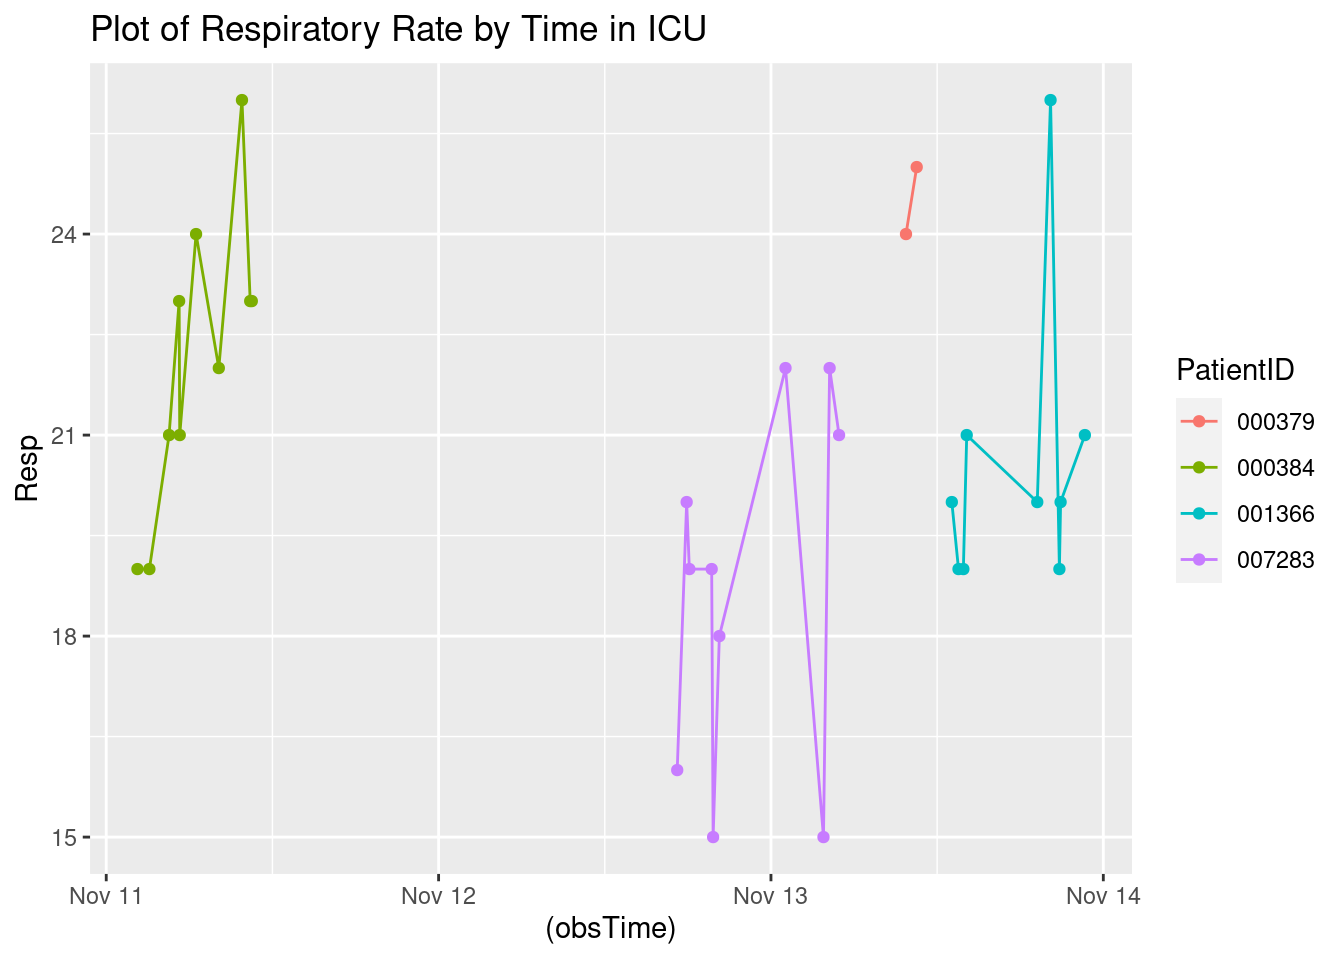 Plot of Respiratory Rate by Time in ICU
Resp
24
21
18
15
Nov 11
Nov 12
Nov 13
Nov 14
(obsTime)
PatientID
000379
000384
001366
007283